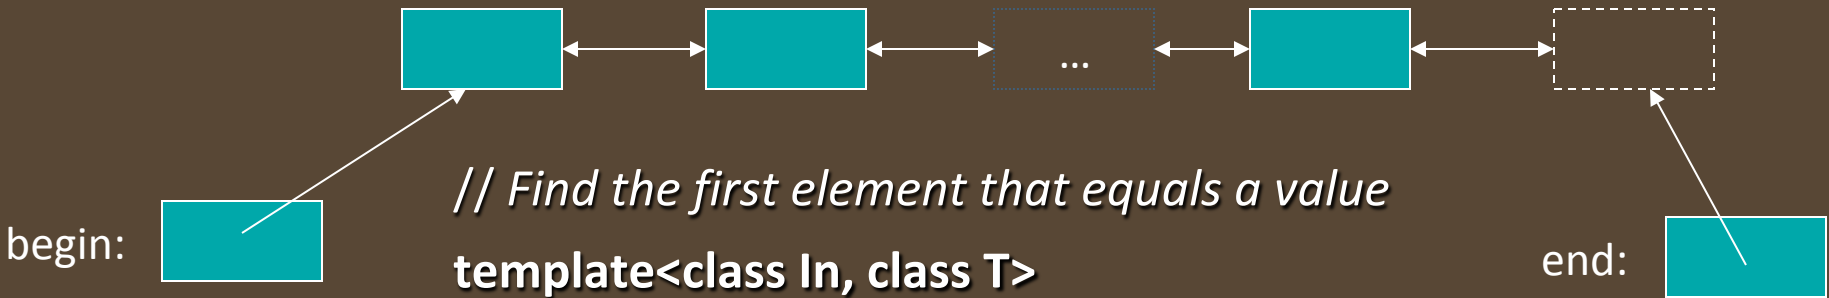 ...
// Find the first element that equals a value
begin:
end:
template<class In, class T>